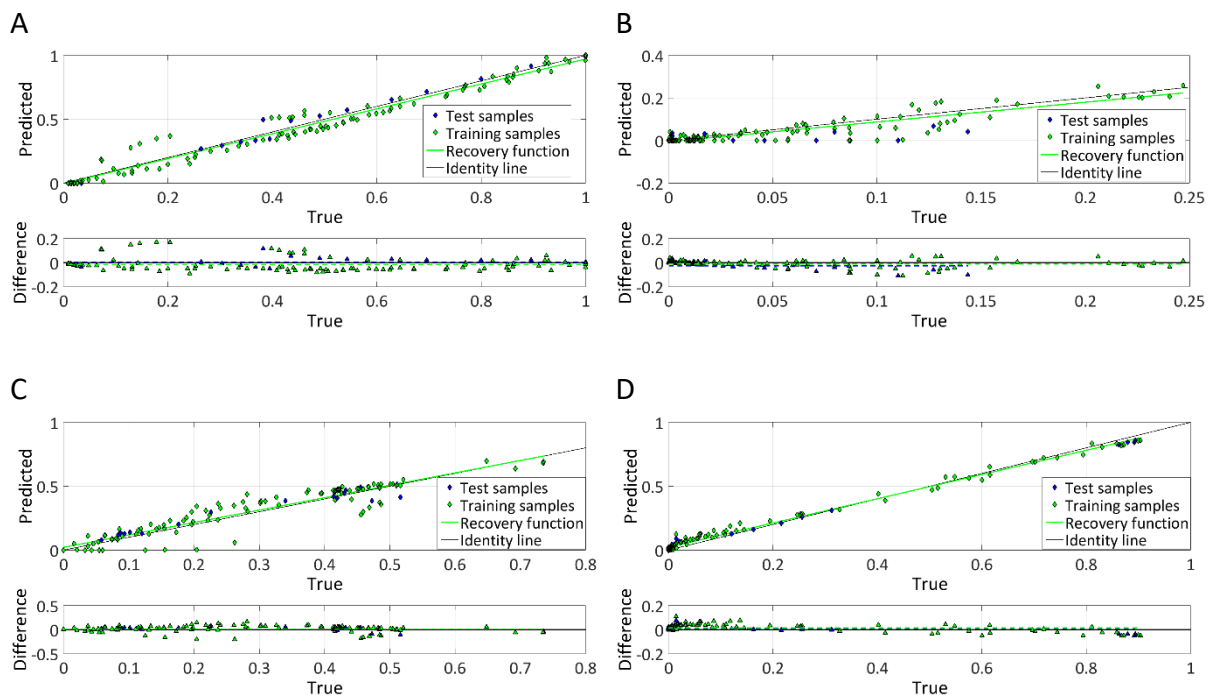 A
Predicted
1
0.5
0
0 0.2 0.4 0.6 0.8 1
True
Test samples
Training samples
Recovery function
Identity line
Difference
0.2
0
-0.2
0 0.2 0.4 0.6 0.8 1
True
B
Predicted
0.4
0.2
0
-0.2
0 0.05 0.1 0.15 0.2 0.25
True
Test samples
Training samples
Recovery function
Identity line
Difference
0.2
0
-0.2
0 0.05 0.1 0.15 0.2 0.25
True
C
Predicted
1
0.5
0
0 0.1 0.2 0.3 0.4 0.5 0.6 0.7 0.8
True
Test samples
Training samples
Recovery function
Identity line
Difference
0.5
0
-0.5
0 0.1 0.2 0.3 0.4 0.5 0.6 0.7 0.8
True
D
Predicted
1
0.5
0
0 0.2 0.4 0.6 0.8 1
True
Test samples
Training samples
Recovery function
Identity line
Difference
0.2
0
-0.2
0 0.2 0.4 0.6 0.8 1
True